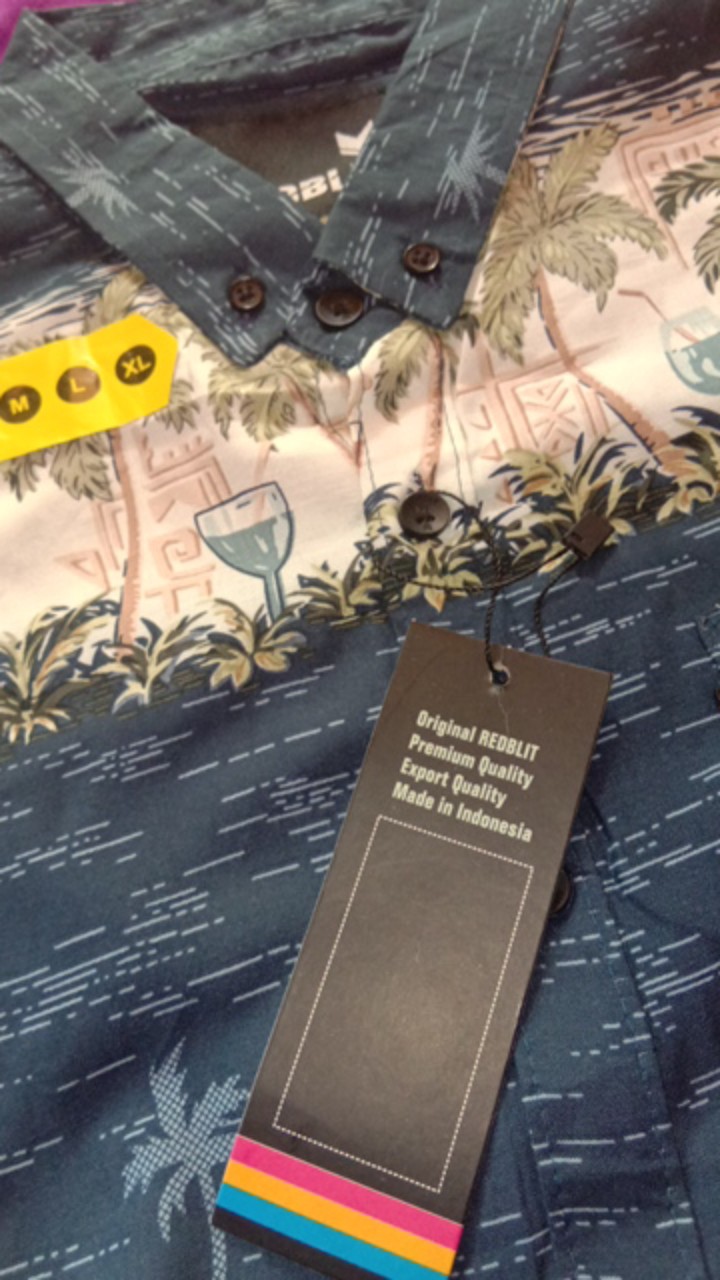 M L XL
Original REDBLIT
Premium Quality
Export Quality
Made in Indonesia